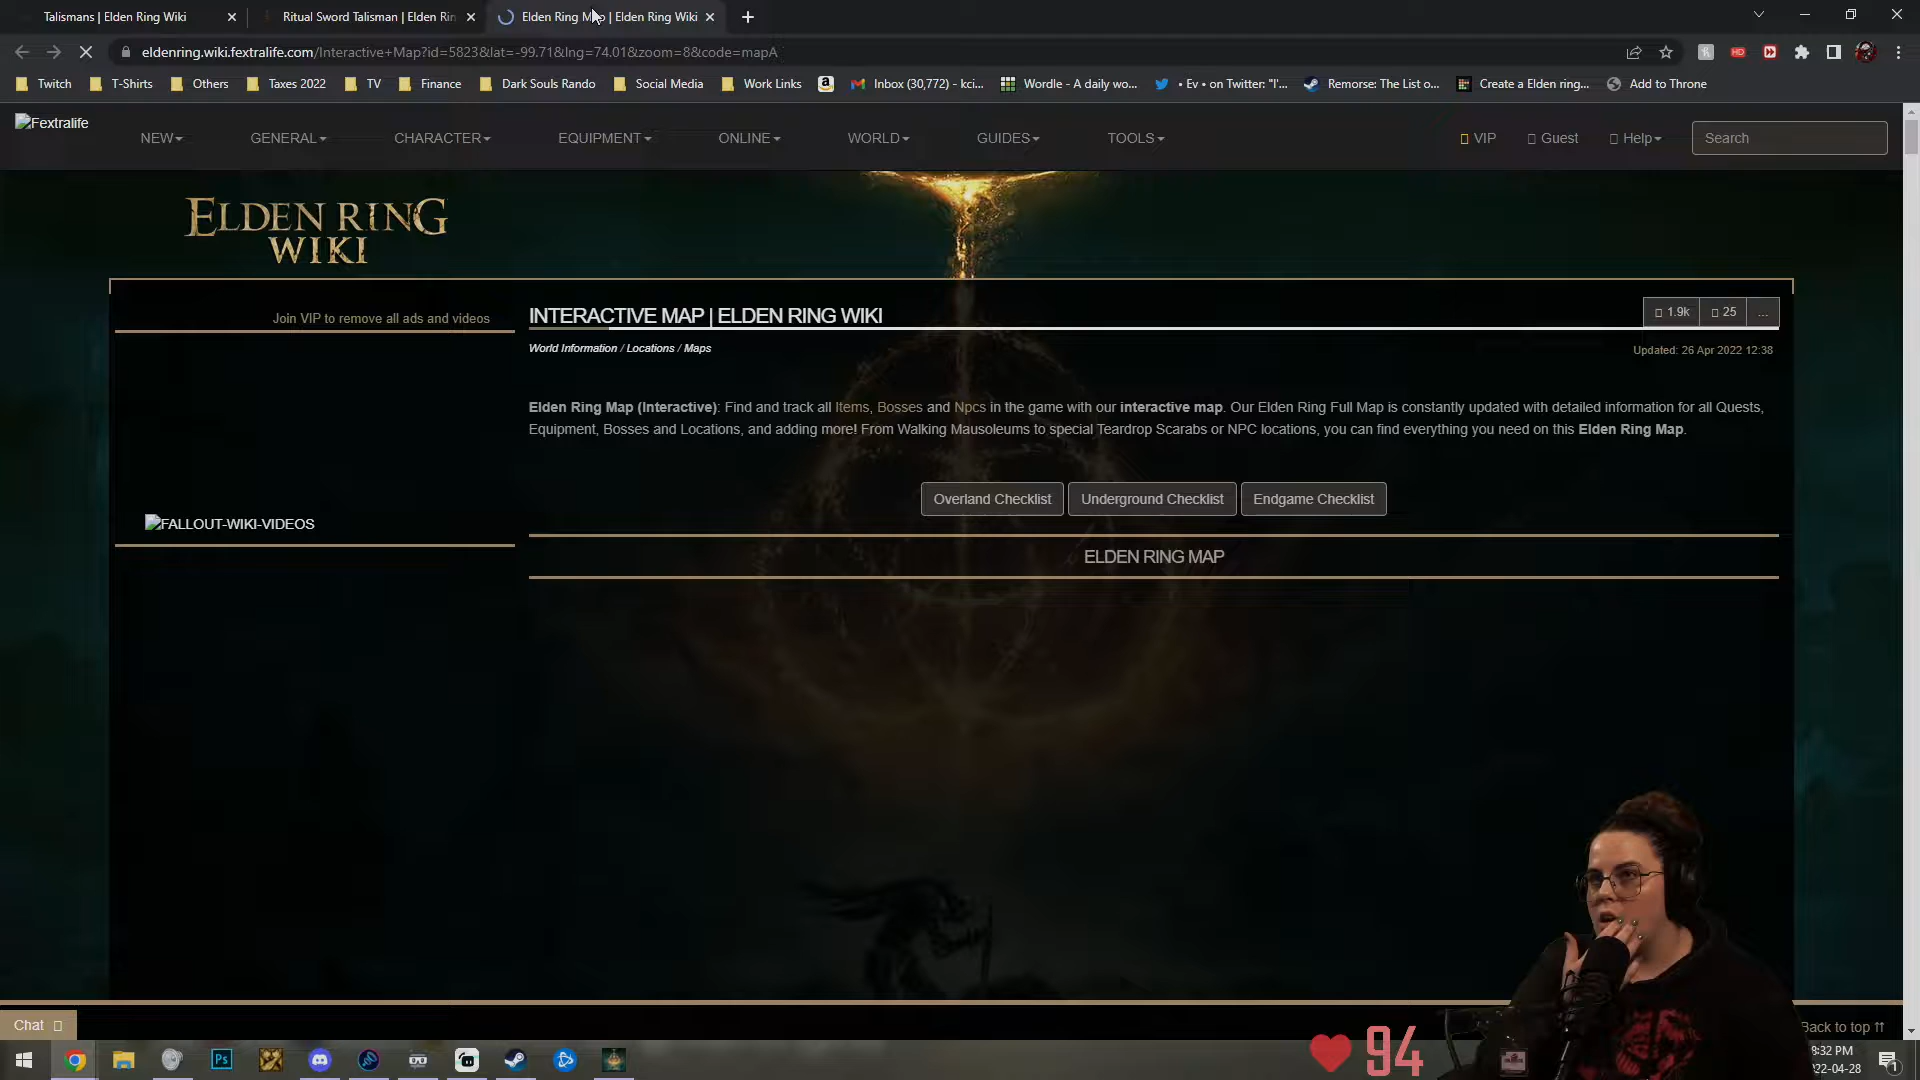 Talismans | Elden Ring Wiki
Ritual Sword Talisman | Elden Rin
Elden Ring Map | Elden Ring Wiki
eldenring.wiki.fextralife.com/Interactive+Map?id=5823&lat=-99.71&lng=74.01&zoom=8&code=mapA
Twitch
T-Shirts
Others
Taxes 2022
TV
Finance
Dark Souls Rando
Social Media
Work Links
Inbox (30,772) - kci...
Wordle - A daily wo...
• Ev • on Twitter: "I'...
Remorse: The List o...
Create a Elden ring...
Add to Throne
Fextralife
NEW
GENERAL
CHARACTER
EQUIPMENT
ONLINE
WORLD
GUIDES
TOOLS
VIP
Guest
Help
Search
ELDEN RING
WIKI
Join VIP to remove all ads and videos
INTERACTIVE MAP | ELDEN RING WIKI
1.9k
25
...
World Information / Locations / Maps
Updated: 26 Apr 2022 12:38
Elden Ring Map (Interactive): Find and track all Items, Bosses and Npcs in the game with our interactive map. Our Elden Ring Full Map is constantly updated with detailed information for all Quests,
Equipment, Bosses and Locations, and adding more! From Walking Mausoleums to special Teardrop Scarabs or NPC locations, you can find everything you need on this Elden Ring Map.
Overland Checklist
Underground Checklist
Endgame Checklist
FALLOUT-WIKI-VIDEOS
ELDEN RING MAP
Chat
Back to top
94
Ps
8:32 PM
22-04-28
1